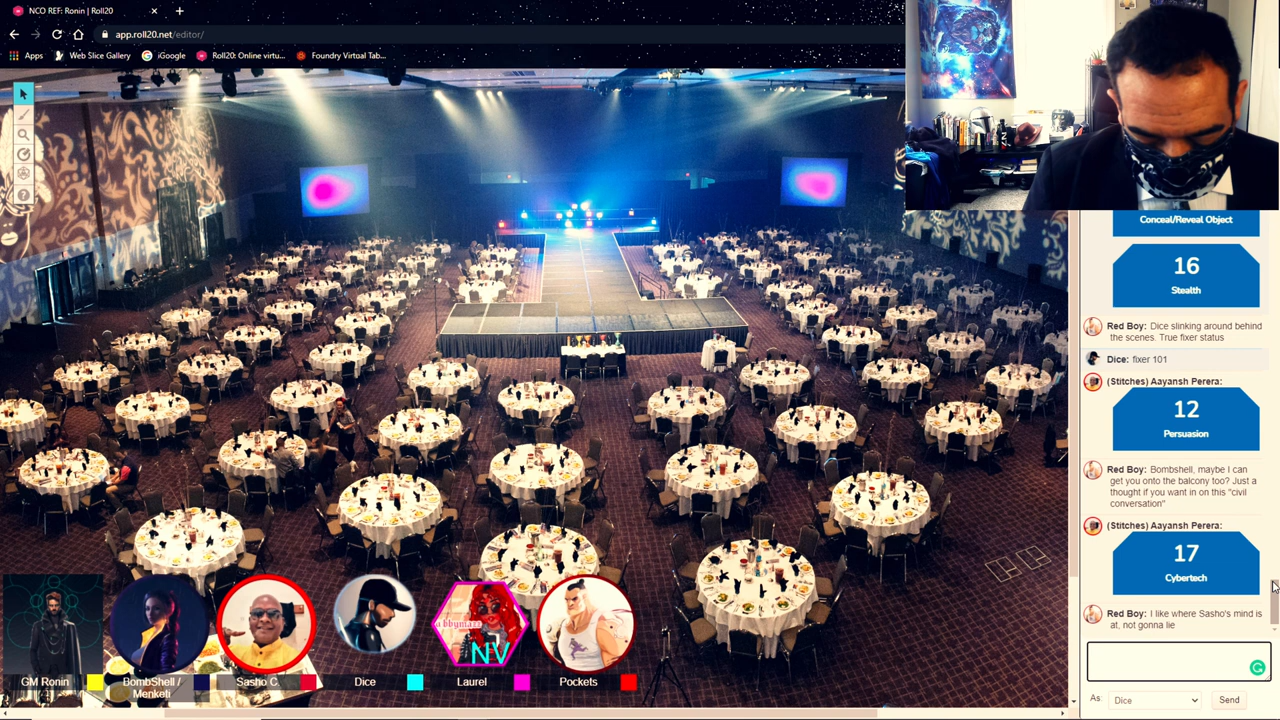 NCO REF: Ronin | Roll20
app.roll20.net/editor/
Apps
Web Slice Gallery
iGoogle
Roll20: Online virtu...
Foundry Virtual Tab...
Conceal/Reveal Object
16
Stealth
Red Boy: Dice slinking around behind
the scenes. True fixer status
Dice: fixer 101
(Stitches) Aayansh Perera:
12
Persuasion
Red Boy: Bombshell, maybe I can
get you onto the balcony too? Just a
thought if you want in on this "civil
conversation"
(Stitches) Aayansh Perera:
17
Cybertech
Red Boy: I like where Sasho's mind is
at, not gonna lie
NV
GM Ronin
BombShell /
Menketi
Sasho C.
Dice
Laurel
Pockets
As:
Dice
Send